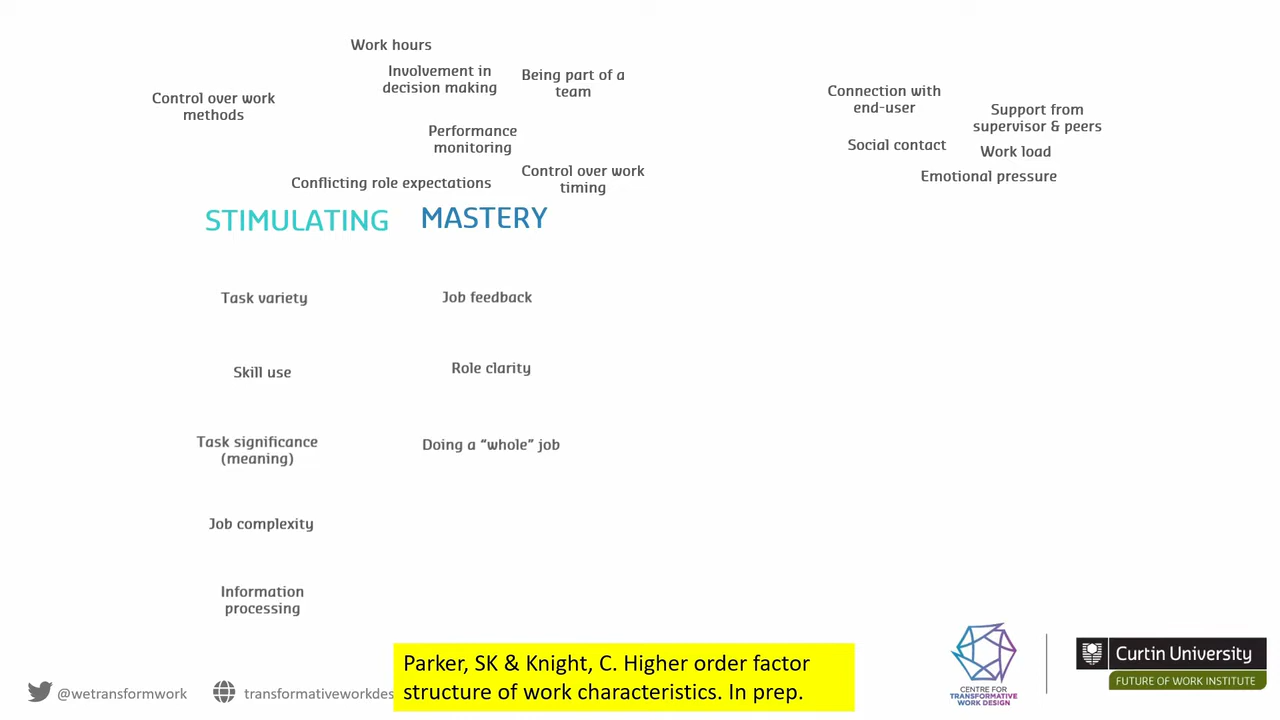 Work hours
Involvement in
decision making
Being part of a
team
Control over work
methods
Connection with
end-user
Support from
supervisor & peers
Performance
monitoring
Social contact
Work load
Conflicting role expectations
Control over work
timing
Emotional pressure
STIMULATING
MASTERY
Task variety
Job feedback
Skill use
Role clarity
Task significance
(meaning)
Doing a “whole” job
Job complexity
Information
processing
Parker, SK & Knight, C. Higher order factor
structure of work characteristics. In prep.
@wetransformwork
transformativeworkdes
CENTRE FOR
TRANSFORMATIVE
WORK DESIGN
Curtin University
FUTURE OF WORK INSTITUTE